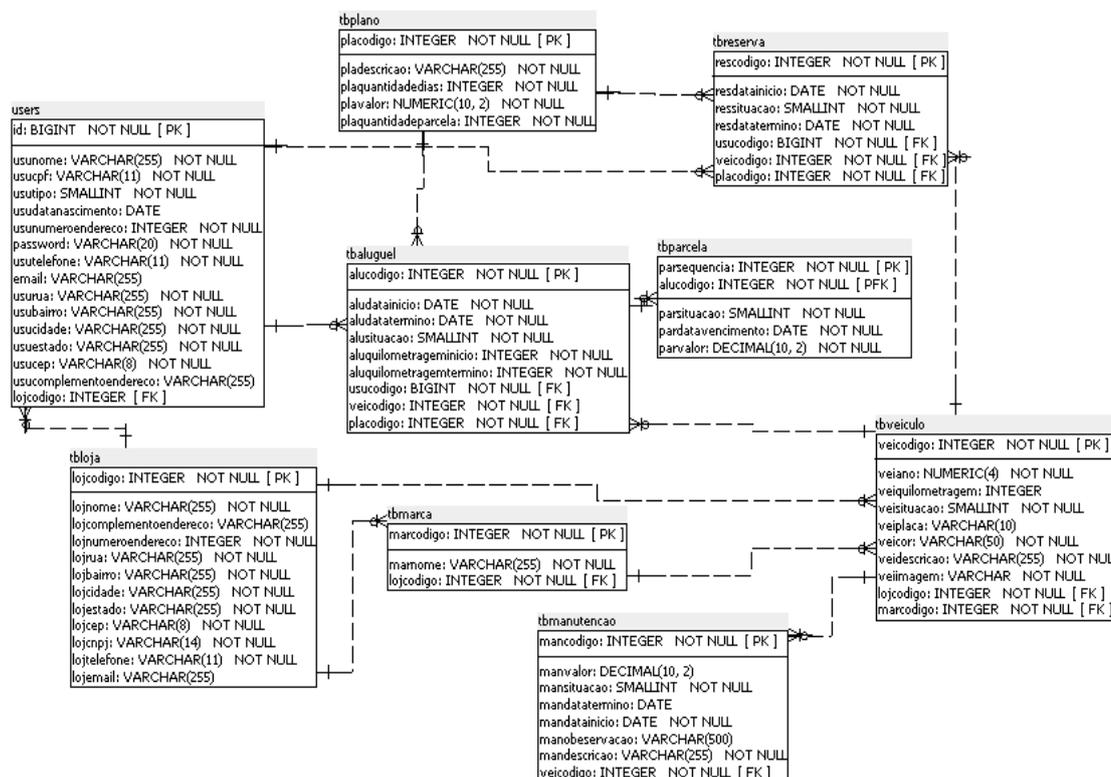 tbplano
placodigo: INTEGER NOT NULL [ PK ]
pladescricao: VARCHAR(255) NOT NULL
plaquantidadedias: INTEGER NOT NULL
plavalor: NUMERIC(10, 2) NOT NULL
plaquantidadeparcela: INTEGER NOT NULL
tbreserva
rescodigo: INTEGER NOT NULL [ PK ]
resdatainicio: DATE NOT NULL
ressituacao: SMALLINT NOT NULL
resdatatermino: DATE NOT NULL
usucodigo: BIGINT NOT NULL [ FK ]
veicodigo: INTEGER NOT NULL [ FK ]
placodigo: INTEGER NOT NULL [ FK ]
users
id: BIGINT NOT NULL [ PK ]
usunome: VARCHAR(255) NOT NULL
usucpf: VARCHAR(11) NOT NULL
usutipo: SMALLINT NOT NULL
usudatanascimento: DATE
usunumeroendereco: INTEGER NOT NULL
password: VARCHAR(20) NOT NULL
usutelefone: VARCHAR(11) NOT NULL
email: VARCHAR(255)
usurua: VARCHAR(255) NOT NULL
usubairro: VARCHAR(255) NOT NULL
usucidade: VARCHAR(255) NOT NULL
usuestado: VARCHAR(255) NOT NULL
usucep: VARCHAR(8) NOT NULL
usucomplementoendereco: VARCHAR(255)
lojcodigo: INTEGER [ FK ]
tbaluguel
alucodigo: INTEGER NOT NULL [ PK ]
aludatainicio: DATE NOT NULL
aludatatermino: DATE NOT NULL
alusituacao: SMALLINT NOT NULL
aluquilometrageminicio: INTEGER NOT NULL
aluquilometragemtermino: INTEGER NOT NULL
usucodigo: BIGINT NOT NULL [ FK ]
veicodigo: INTEGER NOT NULL [ FK ]
placodigo: INTEGER NOT NULL [ FK ]
tbparcela
parsequencia: INTEGER NOT NULL [ PK ]
alucodigo: INTEGER NOT NULL [ PFK ]
parsituacao: SMALLINT NOT NULL
pardatavencimento: DATE NOT NULL
parvalor: DECIMAL(10, 2) NOT NULL
tbloja
lojcodigo: INTEGER NOT NULL [ PK ]
lojnome: VARCHAR(255) NOT NULL
lojcomplementoendereco: VARCHAR(255)
lojnumeroendereco: INTEGER NOT NULL
lojrua: VARCHAR(255) NOT NULL
lojbairro: VARCHAR(255) NOT NULL
lojcidade: VARCHAR(255) NOT NULL
lojestado: VARCHAR(255) NOT NULL
lojcep: VARCHAR(8) NOT NULL
lojcnpj: VARCHAR(14) NOT NULL
lojtelefone: VARCHAR(11) NOT NULL
lojemail: VARCHAR(255)
tbmarca
marcodigo: INTEGER NOT NULL [ PK ]
marnome: VARCHAR(255) NOT NULL
lojcodigo: INTEGER NOT NULL [ FK ]
tbveiculo
veicodigo: INTEGER NOT NULL [ PK ]
veiano: NUMERIC(4) NOT NULL
veiquilometragem: INTEGER
veisituacao: SMALLINT NOT NULL
veiplaca: VARCHAR(10)
veicor: VARCHAR(50) NOT NULL
veidescricao: VARCHAR(255) NOT NUL
veiimagem: VARCHAR NOT NULL
lojcodigo: INTEGER NOT NULL [ FK ]
marcodigo: INTEGER NOT NULL [ FK ]
tbmanutencao
mancodigo: INTEGER NOT NULL [ PK ]
manvalor: DECIMAL(10, 2)
mansituacao: SMALLINT NOT NULL
mandatatermino: DATE
mandatainicio: DATE NOT NULL
manobeservacao: VARCHAR(500)
mandescricao: VARCHAR(255) NOT NULL
veicodigo: INTEGER NOT NULL [ FK ]